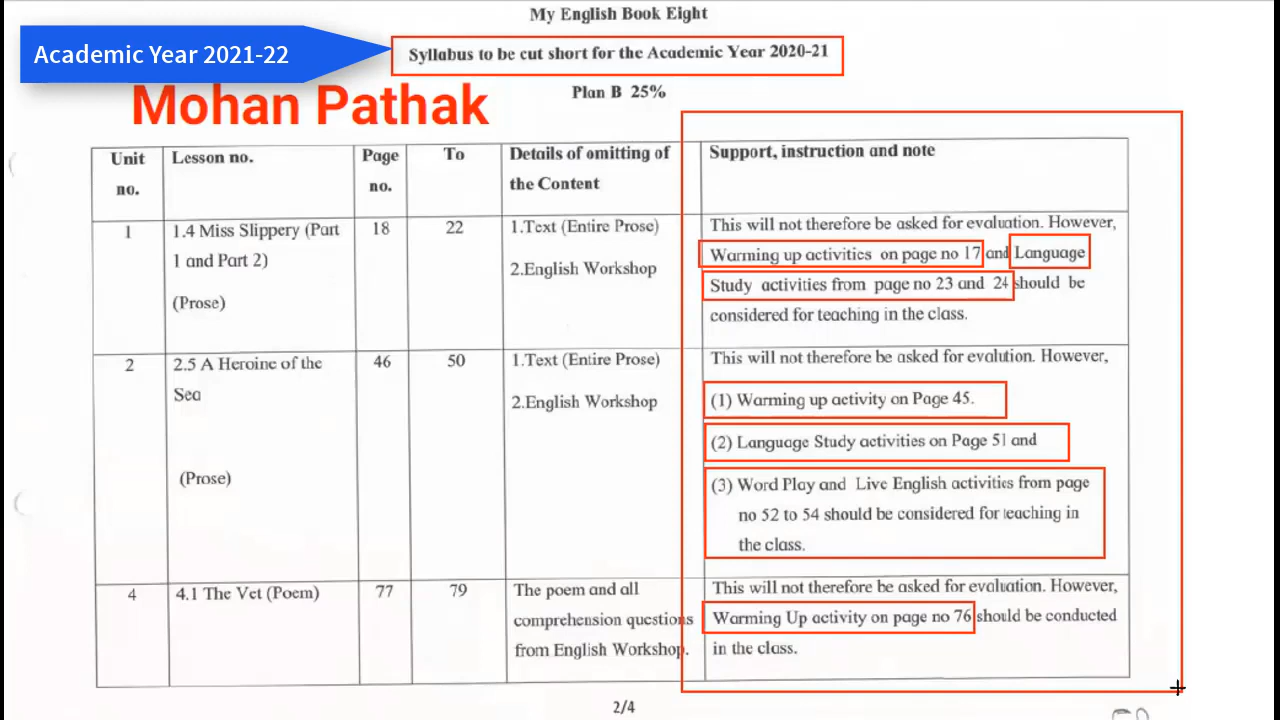 My English Book Eight
Academic Year 2021-22
Syllabus to be cut short for the Academic Year 2020-21
Mohan Pathak
Plan B 25%
Unit no.
Lesson no.
Page no.
To
Details of omitting of the Content
Support, instruction and note
1
1.4 Miss Slippery (Part
1 and Part 2)
(Prose)
18
22
1.Text (Entire Prose)
2.English Workshop
This will not therefore be asked for evaluation. However,
Warming up activities on page no 17 and Language
Study activities from page no 23 and 24 should be
considered for teaching in the class.
2
2.5 A Heroine of the
Sea
(Prose)
46
50
1.Text (Entire Prose)
2.English Workshop
This will not therefore be asked for evalution. However,
(1) Warming up activity on Page 45.
(2) Language Study activities on Page 51 and
(3) Word Play and Live English activities from page
no 52 to 54 should be considered for teaching in
the class.
4
4.1 The Vet (Poem)
77
79
The poem and all
comprehension questions
from English Workshop.
This will not therefore be asked for evaluation. However,
Warming Up activity on page no 76 should be conducted
in the class.
2/4